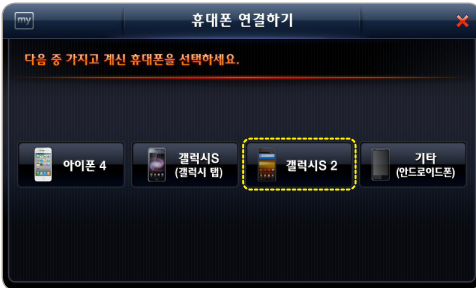 my
휴대폰 연결하기
다음 중 가지고 계신 휴대폰을 선택하세요.
아이폰 4
갤럭시S
(갤럭시 탭)
갤럭시S 2
기타
(안드로이드폰)